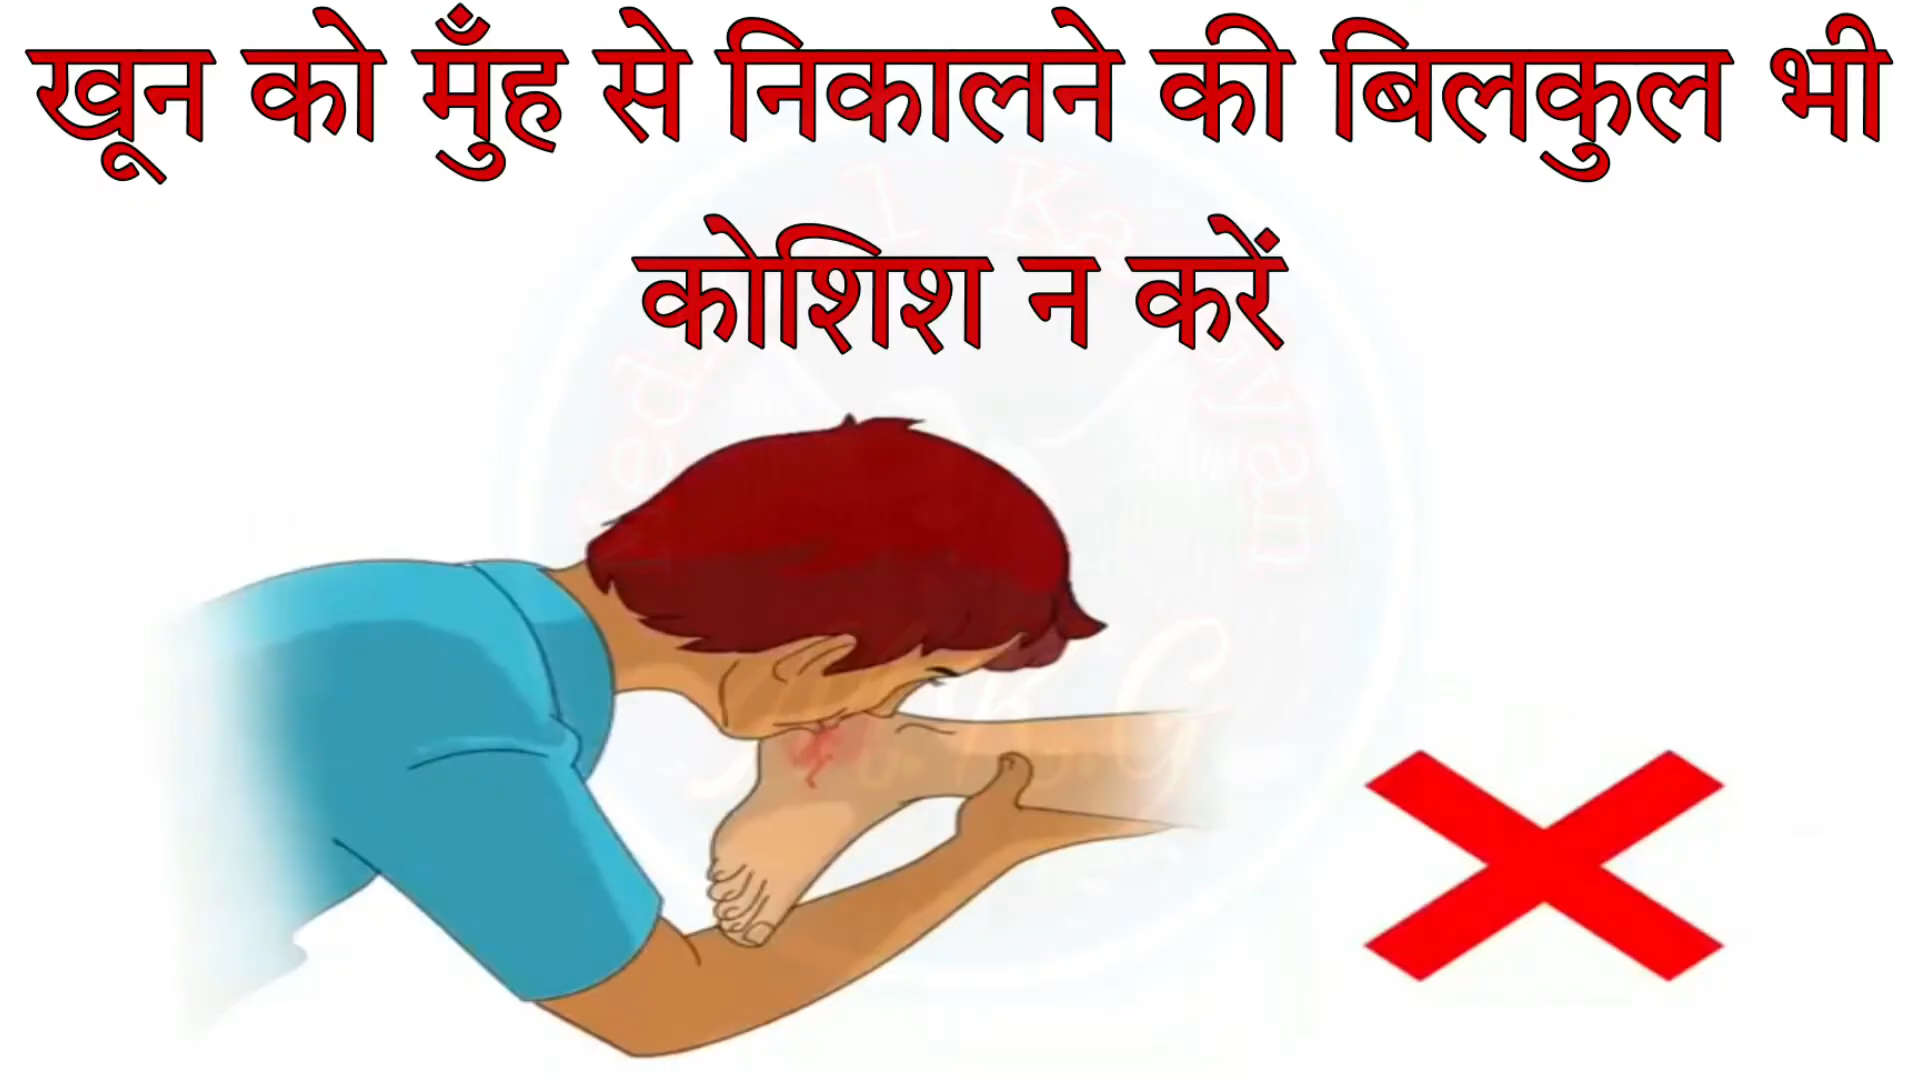 खून को मुँह से निकालने की बिलकुल भी
कोशिश न करें